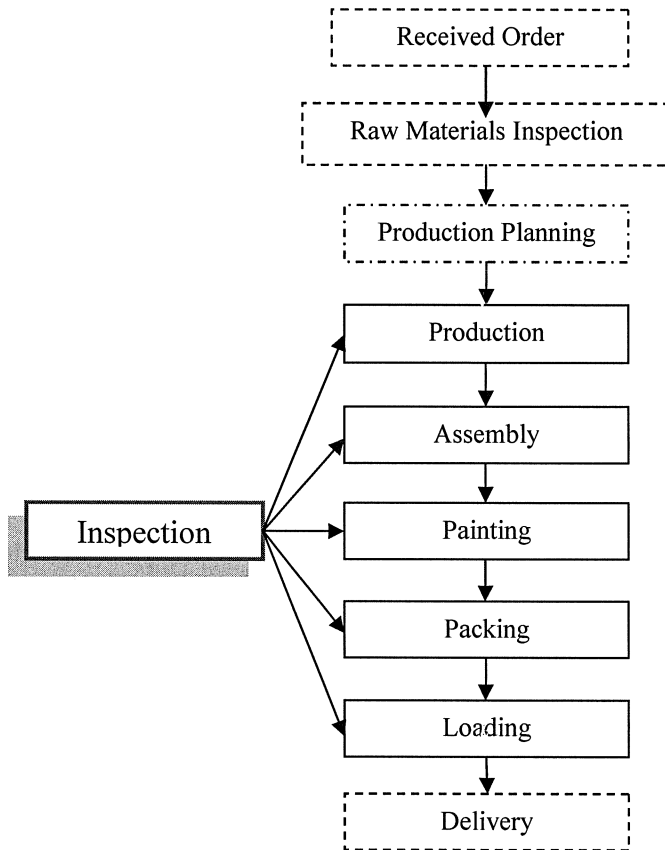 Received Order
Raw Materials Inspection
Production Planning
Production
Assembly
Inspection
Painting
Packing
Loading
Delivery